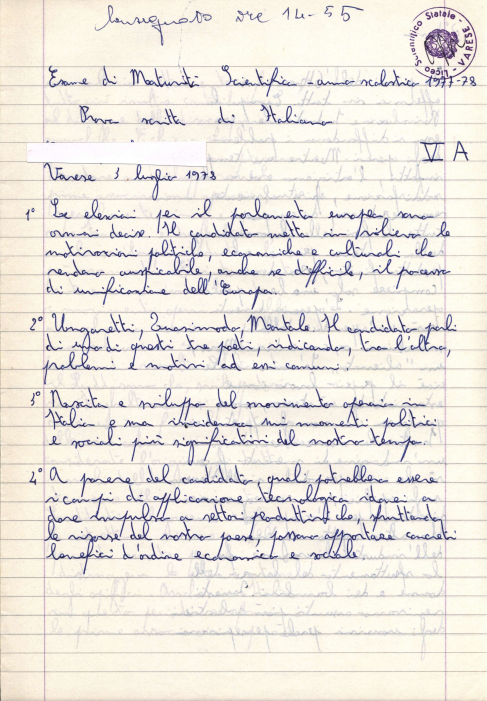 Consegnato ore 14-55
Liceo Scientifico Statale - VARESE
Esame di Maturità Scientifica - anno scolastico 1977-78
Prova scritta di Italiano
V A
Varese 3 luglio 1978
1° Le elezioni per il parlamento europeo sono
ormai decise. Il candidato metta in rilievo le
motivazioni politiche, economiche e culturali che
rendono auspicabile, anche se difficile, il processo
di unificazione dell'Europa.
2° Ungaretti, Quasimodo, Montale. Il candidato parli
di uno di questi tre poeti, indicando, tra l'altro,
problemi e motivi ad essi comuni.
3° Nascita e sviluppo del movimento operaio in
Italia e sua incidenza nei momenti politici
e sociali più significativi del nostro tempo.
4° A parere del candidato, quali potrebbero essere
i campi di applicazione tecnologica idonei a
dare impulso a settori produttivi che, sfruttando
le risorse del nostro paese, possano apportare concreti
benefici d'ordine economico e sociale